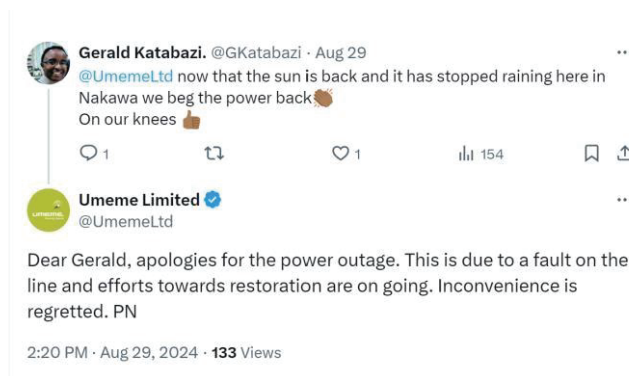 Gerald Katabazi. @GKatabazi · Aug 29
@UmemeLtd now that the sun is back and it has stopped raining here in
Nakawa we beg the power back👏🏾
On our knees 👍🏾
1 1 154
Umeme Limited
@UmemeLtd
UMEME
Dear Gerald, apologies for the power outage. This is due to a fault on the
line and efforts towards restoration are on going. Inconvenience is
regretted. PN
2:20 PM · Aug 29, 2024 · 133 Views